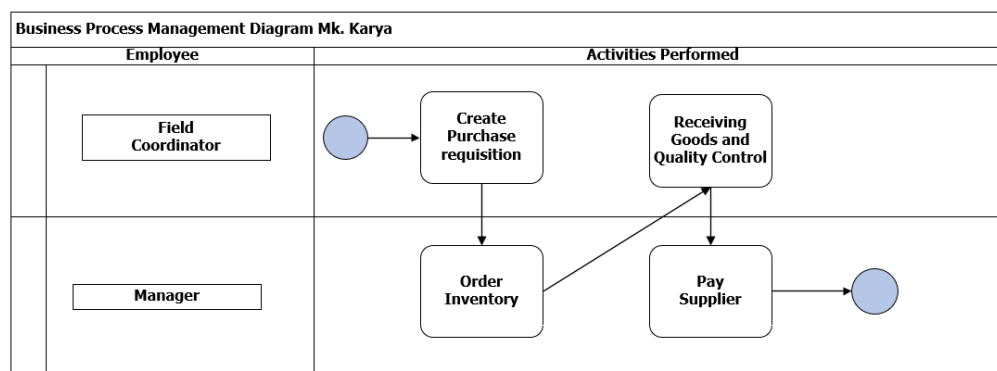 Business Process Management Diagram Mk. Karya
Employee
Activities Performed
Field
Coordinator
Create
Purchase
requisition
Receiving
Goods and
Quality Control
Manager
Order
Inventory
Pay
Supplier